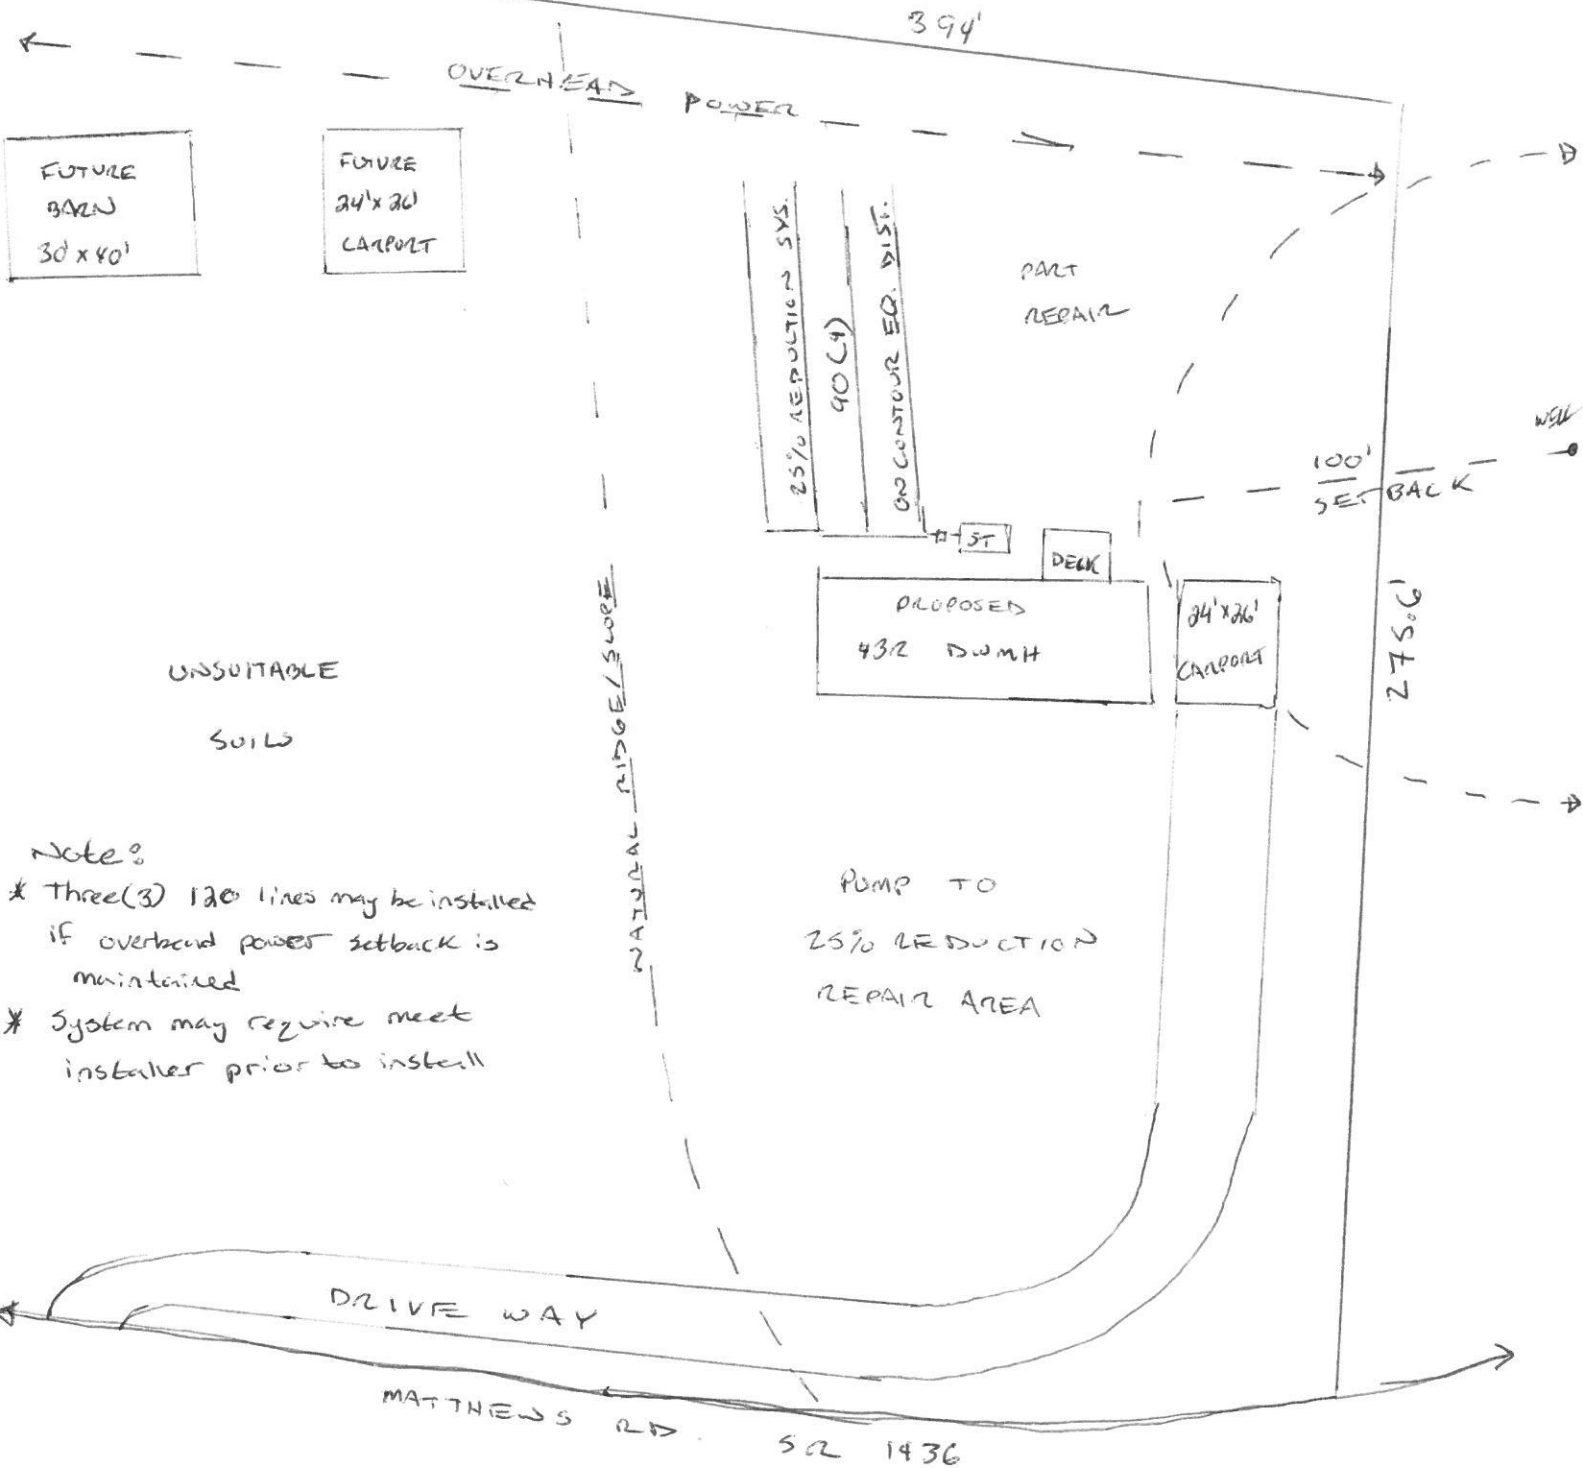 394'
OVERHEAD POWER
FUTURE
BARN
30' x 40'
FUTURE
24' x 26'
CARPORT
25% REDUCTION SYS.
90 (4)
ON CONTOUR EQ. DIST.
PART
REPAIR
WELL
100'
SETBACK
ST
DECK
PROPOSED
4BR DWMH
24' x 26'
CARPORT
275.6'
UNSUITABLE
SOILS
NATURAL RIDGE/SLOPE
Note:
* Three (3) 120 lines may be installed
if overhead power setback is
maintained
* System may require meet
installer prior to install
PUMP TO
25% REDUCTION
REPAIR AREA
DRIVE WAY
MATTHEWS RD. SR 1436